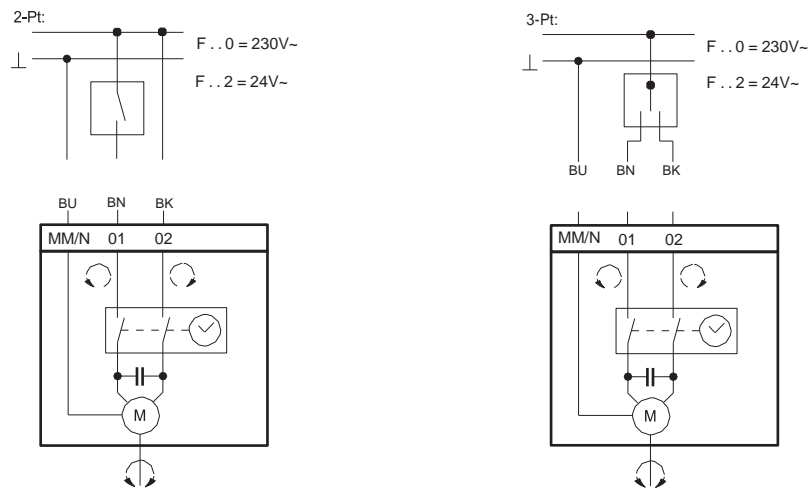 2-Pt:
F . . 0 = 230V~
⊥
F . . 2 = 24V~
BU BN BK
MM/N 01 02
M
3-Pt:
F . . 0 = 230V~
⊥
F . . 2 = 24V~
BU BN BK
MM/N 01 02
M